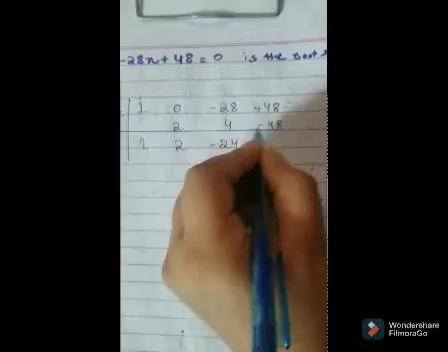 -28x+48=0 is the root
1 0 -28 +48
2 4 -48
1 2 -24
Wondershare
FilmoraGo